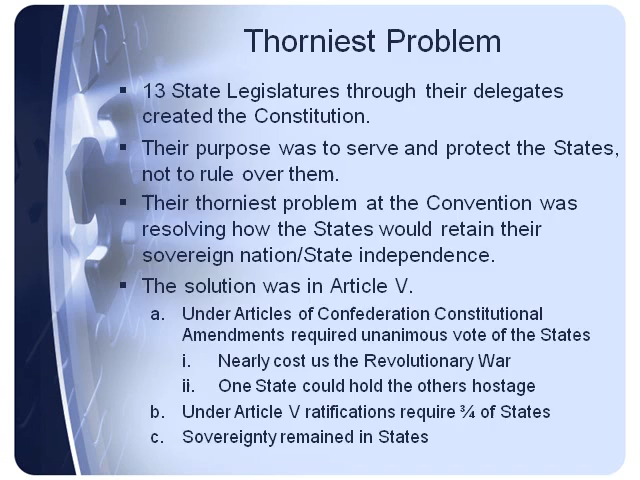 Thorniest Problem
▪ 13 State Legislatures through their delegates
created the Constitution.
▪ Their purpose was to serve and protect the States,
not to rule over them.
▪ Their thorniest problem at the Convention was
resolving how the States would retain their
sovereign nation/State independence.
▪ The solution was in Article V.
a. Under Articles of Confederation Constitutional
Amendments required unanimous vote of the States
i. Nearly cost us the Revolutionary War
ii. One State could hold the others hostage
b. Under Article V ratifications require ¾ of States
c. Sovereignty remained in States